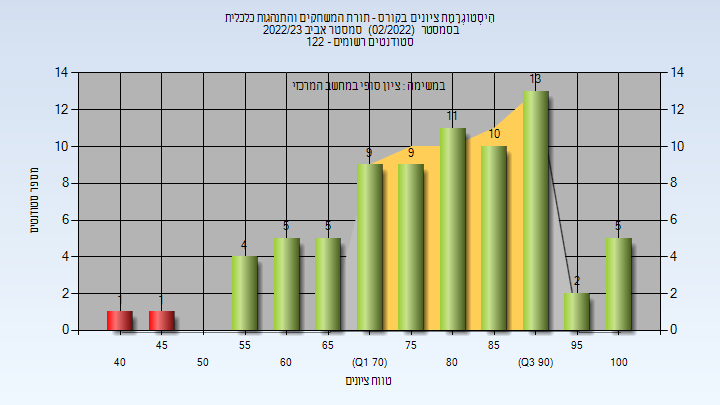 הִיסְטוֹגְרָמַת ציונים בקורס - תורת המשחקים והתנהגות כלכלית
בסמסטר (02/2022) סמסטר אביב 2022/23
סטודנטים רשומים - 122
במשימה : ציון סופי במחשב המרכזי
מספר סטודנטים
14 12 10 8 6 4 2 0
14 12 10 8 6 4 2 0
1 1 4 5 5 9 9 11 10 13 2 5
45 55 65 75 85 95
40 50 60 (Q1 70) 80 (Q3 90) 100
טווח ציונים